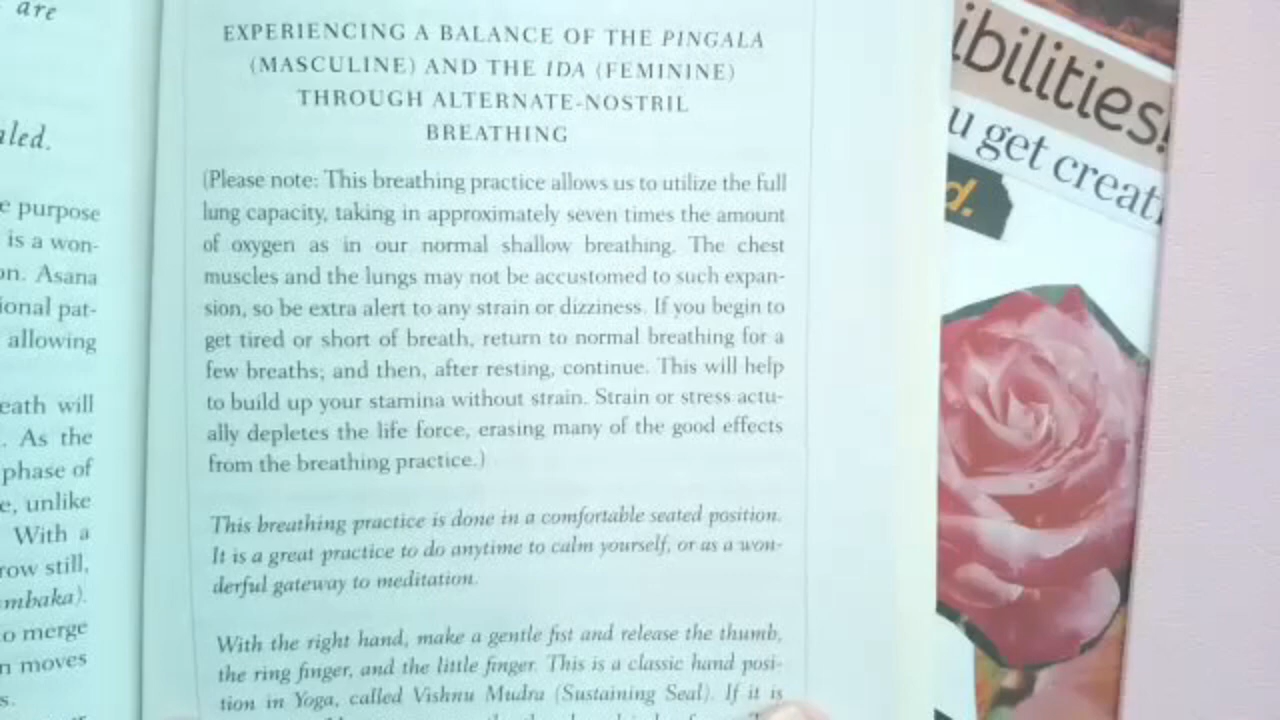 are
aled.
e purpose
is a won-
on. Asana
ional pat-
allowing
eath will
. As the
phase of
e, unlike
With a
row still,
mbaka).
o merge
n moves
s.
EXPERIENCING A BALANCE OF THE PINGALA
(MASCULINE) AND THE IDA (FEMININE)
THROUGH ALTERNATE-NOSTRIL
BREATHING
(Please note: This breathing practice allows us to utilize the full
lung capacity, taking in approximately seven times the amount
of oxygen as in our normal shallow breathing. The chest
muscles and the lungs may not be accustomed to such expan-
sion, so be extra alert to any strain or dizziness. If you begin to
get tired or short of breath, return to normal breathing for a
few breaths; and then, after resting, continue. This will help
to build up your stamina without strain. Strain or stress actu-
ally depletes the life force, erasing many of the good effects
from the breathing practice.)
This breathing practice is done in a comfortable seated position.
It is a great practice to do anytime to calm yourself, or as a won-
derful gateway to meditation.
With the right hand, make a gentle fist and release the thumb,
the ring finger, and the little finger. This is a classic hand posi-
tion in Yoga, called Vishnu Mudra (Sustaining Seal). If it is
ibilities!
u get creati
d.